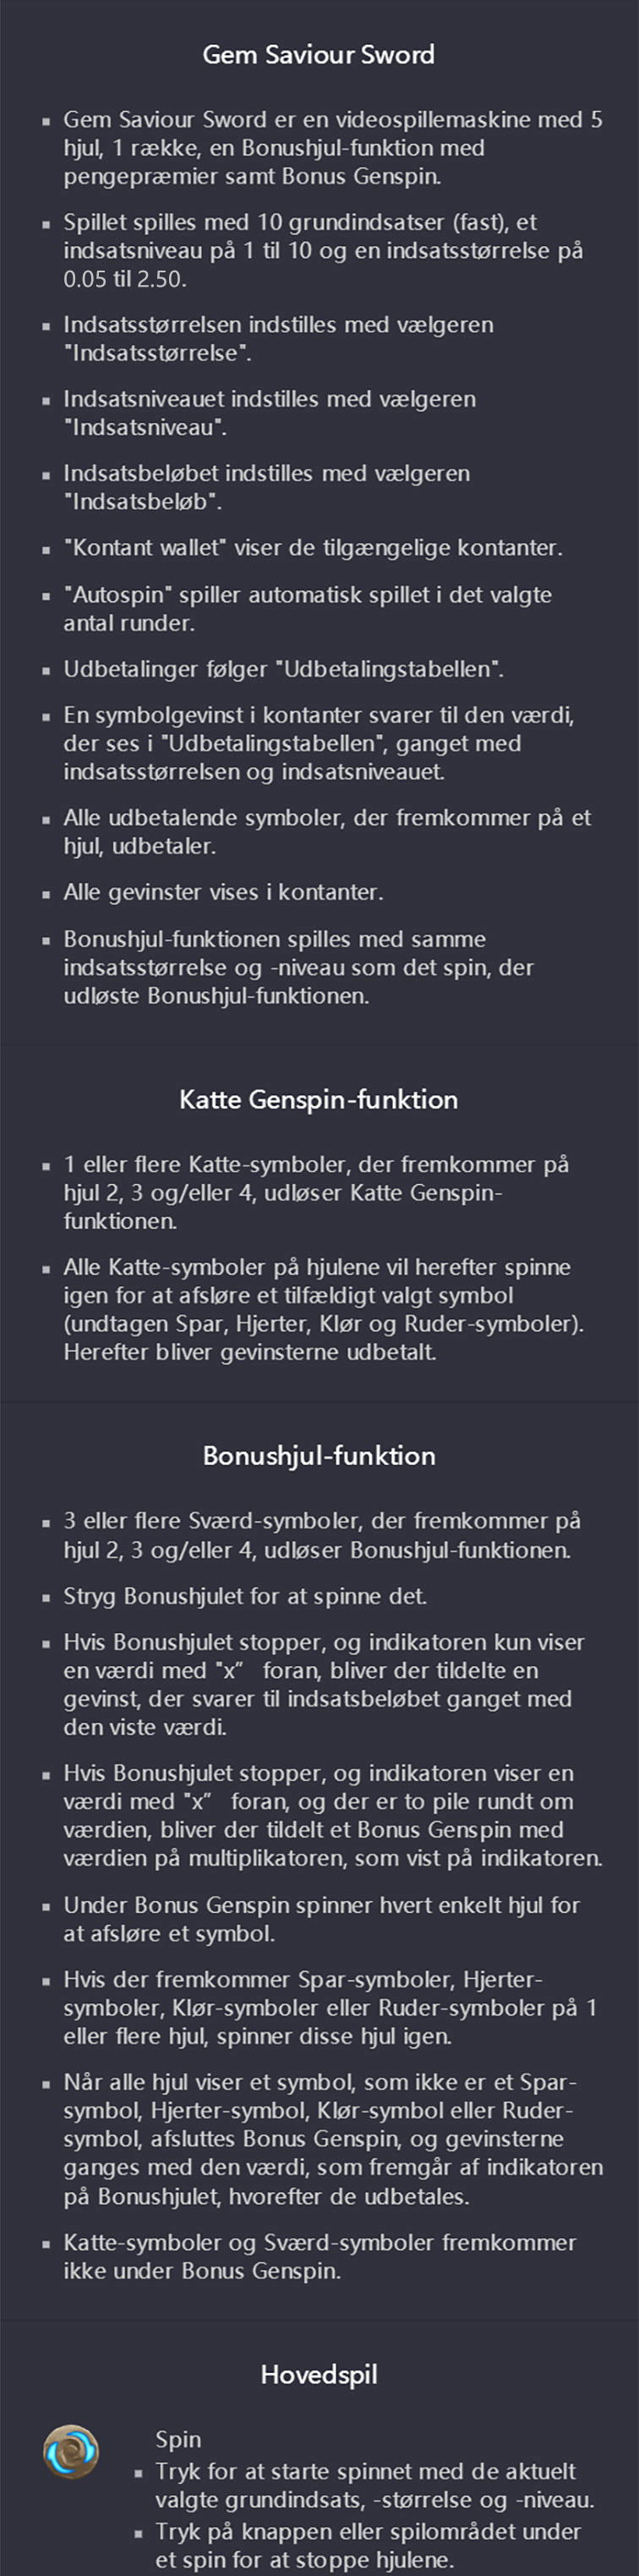 Gem Saviour Sword
Gem Saviour Sword er en videospillemaskine med 5
hjul, 1 række, en Bonushjul-funktion med
pengepræmier samt Bonus Genspin.
Spillet spilles med 10 grundindsatser (fast), et
indsatsniveau på 1 til 10 og en indsatsstørrelse på
0.05 til 2.50.
Indsatsstørrelsen indstilles med vælgeren
"Indsatsstørrelse".
Indsatsniveauet indstilles med vælgeren
"Indsatsniveau".
Indsatsbeløbet indstilles med vælgeren
"Indsatsbeløb".
"Kontant wallet" viser de tilgængelige kontanter.
"Autospin" spiller automatisk spillet i det valgte
antal runder.
Udbetalinger følger "Udbetalingstabellen".
En symbolgevinst i kontanter svarer til den værdi,
der ses i "Udbetalingstabellen", ganget med
indsatsstørrelsen og indsatsniveauet.
Alle udbetalende symboler, der fremkommer på et
hjul, udbetaler.
Alle gevinster vises i kontanter.
Bonushjul-funktionen spilles med samme
indsatsstørrelse og -niveau som det spin, der
udløste Bonushjul-funktionen.
Katte Genspin-funktion
1 eller flere Katte-symboler, der fremkommer på
hjul 2, 3 og/eller 4, udløser Katte Genspin-
funktionen.
Alle Katte-symboler på hjulene vil herefter spinne
igen for at afsløre et tilfældigt valgt symbol
(undtagen Spar, Hjerter, Klør og Ruder-symboler).
Herefter bliver gevinsterne udbetalt.
Bonushjul-funktion
3 eller flere Sværd-symboler, der fremkommer på
hjul 2, 3 og/eller 4, udløser Bonushjul-funktionen.
Stryg Bonushjulet for at spinne det.
Hvis Bonushjulet stopper, og indikatoren kun viser
en værdi med "x” foran, bliver der tildelte en
gevinst, der svarer til indsatsbeløbet ganget med
den viste værdi.
Hvis Bonushjulet stopper, og indikatoren viser en
værdi med "x” foran, og der er to pile rundt om
værdien, bliver der tildelt et Bonus Genspin med
værdien på multiplikatoren, som vist på indikatoren.
Under Bonus Genspin spinner hvert enkelt hjul for
at afsløre et symbol.
Hvis der fremkommer Spar-symboler, Hjerter-
symboler, Klør-symboler eller Ruder-symboler på 1
eller flere hjul, spinner disse hjul igen.
Når alle hjul viser et symbol, som ikke er et Spar-
symbol, Hjerter-symbol, Klør-symbol eller Ruder-
symbol, afsluttes Bonus Genspin, og gevinsterne
ganges med den værdi, som fremgår af indikatoren
på Bonushjulet, hvorefter de udbetales.
Katte-symboler og Sværd-symboler fremkommer
ikke under Bonus Genspin.
Hovedspil
Spin
Tryk for at starte spinnet med de aktuelt
valgte grundindsats, -størrelse og -niveau.
Tryk på knappen eller spilområdet under
et spin for at stoppe hjulene.